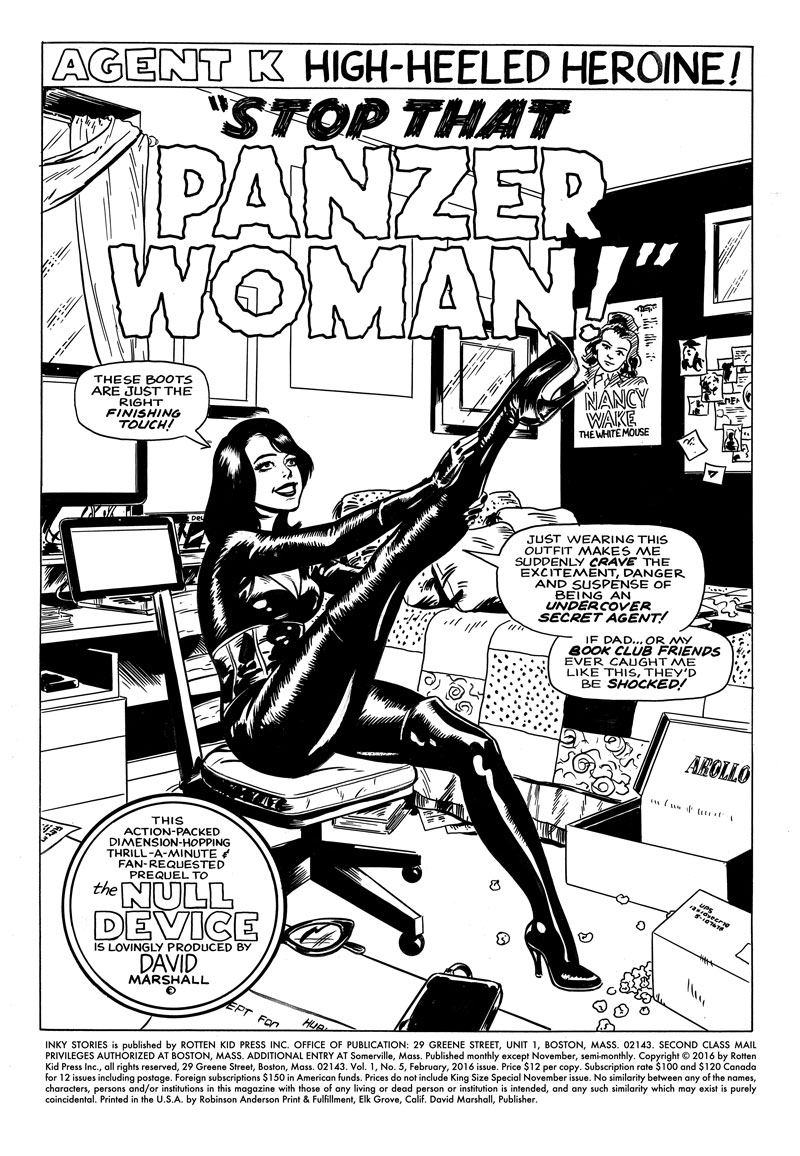 AGENT K HIGH-HEELED HEROINE!
"STOP THAT
PANZER
WOMAN!"
THESE BOOTS
ARE JUST THE
RIGHT
FINISHING
TOUCH!
NANCY
WAKE
THE WHITE MOUSE
JUST WEARING THIS
OUTFIT MAKES ME
SUDDENLY CRAVE THE
EXCITEMENT, DANGER
AND SUSPENSE OF
BEING AN
UNDERCOVER
SECRET AGENT!
IF DAD...OR MY
BOOK CLUB FRIENDS
EVER CAUGHT ME
LIKE THIS, THEY'D
BE SHOCKED!
APOLLO
UPS
THIS
ACTION-PACKED
DIMENSION-HOPPING
THRILL-A-MINUTE &
FAN-REQUESTED
PREQUEL TO
the NULL
DEVICE
IS LOVINGLY PRODUCED BY
DAVID
MARSHALL
©
EPT FOR
INKY STORIES is published by ROTTEN KID PRESS INC. OFFICE OF PUBLICATION: 29 GREENE STREET, UNIT 1, BOSTON, MASS. 02143. SECOND CLASS MAIL
PRIVILEGES AUTHORIZED AT BOSTON, MASS. ADDITIONAL ENTRY AT Somerville, Mass. Published monthly except November, semi-monthly. Copyright © 2016 by Rotten
Kid Press Inc., all rights reserved, 29 Greene Street, Boston, Mass. 02143. Vol. 1, No. 5, February, 2016 issue. Price $12 per copy. Subscription rate $100 and $120 Canada
for 12 issues including postage. Foreign subscriptions $150 in American funds. Prices do not include King Size Special November issue. No similarity between any of the names,
characters, persons and/or institutions in this magazine with those of any living or dead person or institution is intended, and any such similarity which may exist is purely
coincidental. Printed in the U.S.A. by Robinson Anderson Print & Fulfillment, Elk Grove, Calif. David Marshall, Publisher.